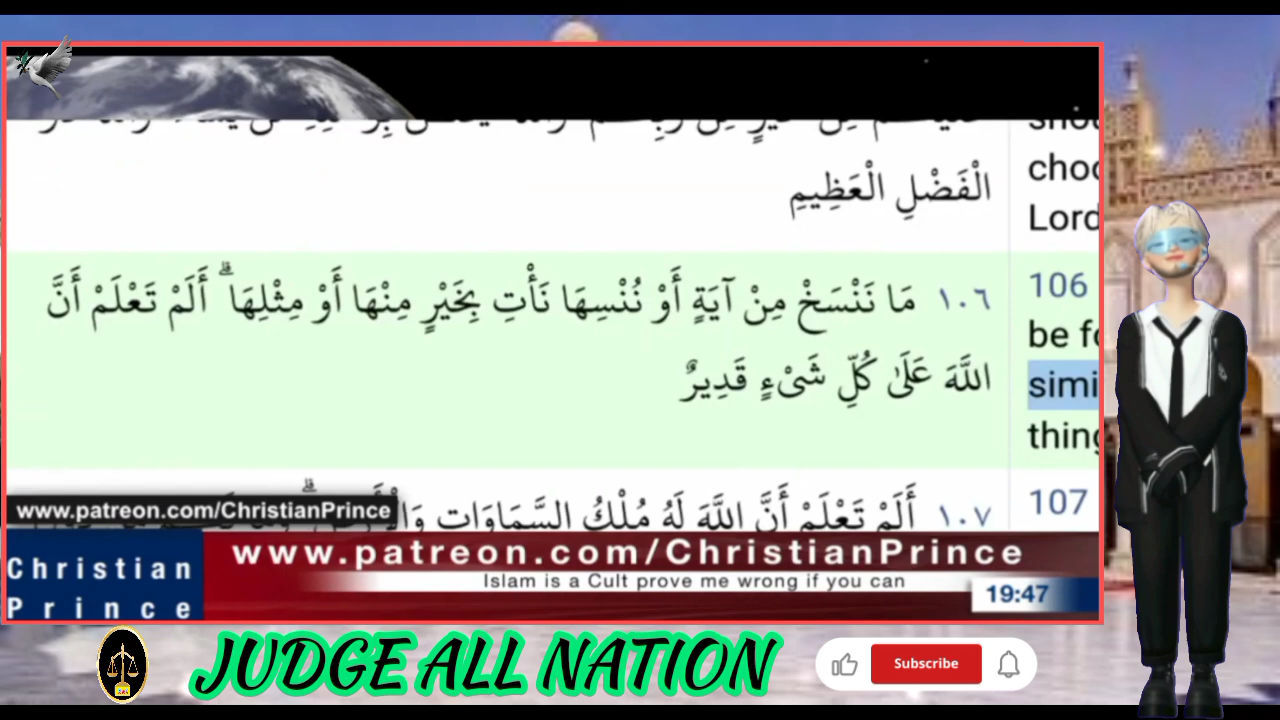 الْفَضْلِ الْعَظِيمِ
١٠٦ مَا نَنْسَخْ مِنْ آيَةٍ أَوْ نُنْسِهَا نَأْتِ بِخَيْرٍ مِنْهَا أَوْ مِثْلِهَا ۗ أَلَمْ تَعْلَمْ أَنَّ
اللَّهَ عَلَىٰ كُلِّ شَىْءٍ قَدِيرٌ
١٠٧ أَلَمْ تَعْلَمْ أَنَّ اللَّهَ لَهُ مُلْكُ السَّمَاوَاتِ
choo
Lord
106
be fo
simi
thing
107
www.patreon.com/ChristianPrince
www.patreon.com/ChristianPrince
Islam is a Cult prove me wrong if you can
Christian
Prince
19:47
JUDGE ALL NATION
Subscribe